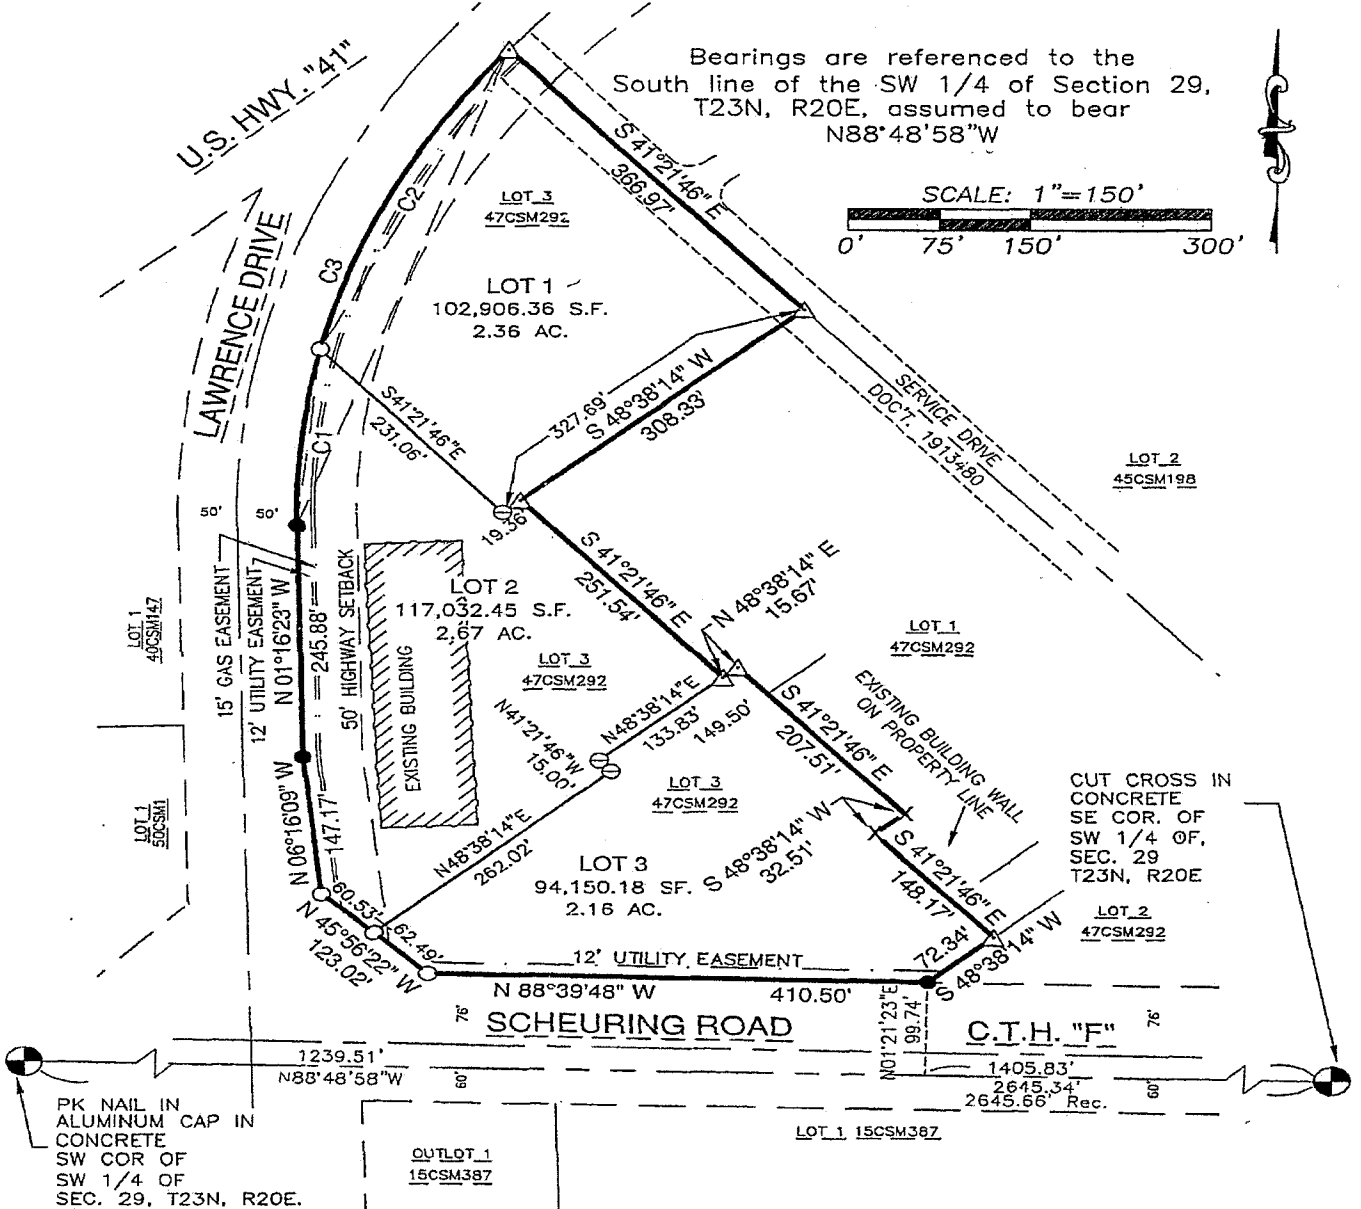 Bearings are referenced to the
South line of the SW 1/4 of Section 29,
T23N, R20E, assumed to bear
N88°48'58"W
SCALE: 1"=150'
0' 75' 150' 300'
U.S. HWY. "41"
LAWRENCE DRIVE
S 41°21'46" E
366.97'
LOT 3
47CSM292
C2
C3
LOT 1
102,906.36 S.F.
2.36 AC.
327.69'
S 48°38'14" W
308.33'
SERVICE DRIVE
DOC'T. 1913480
LOT 2
45CSM198
S41°21'46"E
231.06'
C1
19.36'
50' 50'
S 41°21'46" E
251.54'
N 48°38'14" E
15.67'
LOT 2
117,032.45 S.F.
2.67 AC.
EXISTING BUILDING
LOT 1
40CSM147
15' GAS EASEMENT
12' UTILITY EASEMENT
N 01°16'23" W
245.88'
50' HIGHWAY SETBACK
LOT 3
47CSM292
LOT 1
47CSM292
N48°38'14"E
133.83'
149.50'
N41°21'46"W
15.00'
S 41°21'46" E
207.51'
EXISTING BUILDING WALL
ON PROPERTY LINE
LOT 3
47CSM292
CUT CROSS IN
CONCRETE
SE COR. OF
SW 1/4 OF,
SEC. 29
T23N, R20E
LOT 1
50CSM1
N 06°16'09" W
147.17'
N48°38'14"E
262.02'
S 48°38'14" W
32.51'
S 41°21'46" E
148.17'
LOT 3
94,150.18 SF.
2.16 AC.
LOT 2
47CSM292
60.53'
62.49'
N 45°56'22" W
123.02'
12' UTILITY EASEMENT
72.34'
S 48°38'14" W
N 88°39'48" W 410.50'
N01°21'23"E
99.74'
76'
SCHEURING ROAD
C.T.H. "F"
76'
1239.51'
N88°48'58"W
60'
1405.83'
2645.34'
2645.66' Rec.
60'
PK NAIL IN
ALUMINUM CAP IN
CONCRETE
SW COR OF
SW 1/4 OF
SEC. 29, T23N, R20E.
OUTLOT 1
15CSM387
LOT 1 15CSM387